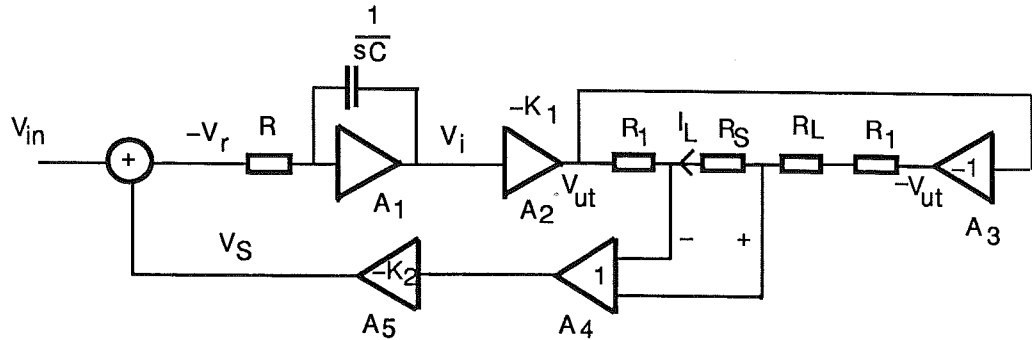 1
sC
V_in
+
-V_r
R
A_1
V_i
-K_1
A_2
V_ut
R_1
I_L
R_S
R_L
R_1
-V_ut
-1
A_3
- +
V_S
-K_2
A_5
1
A_4